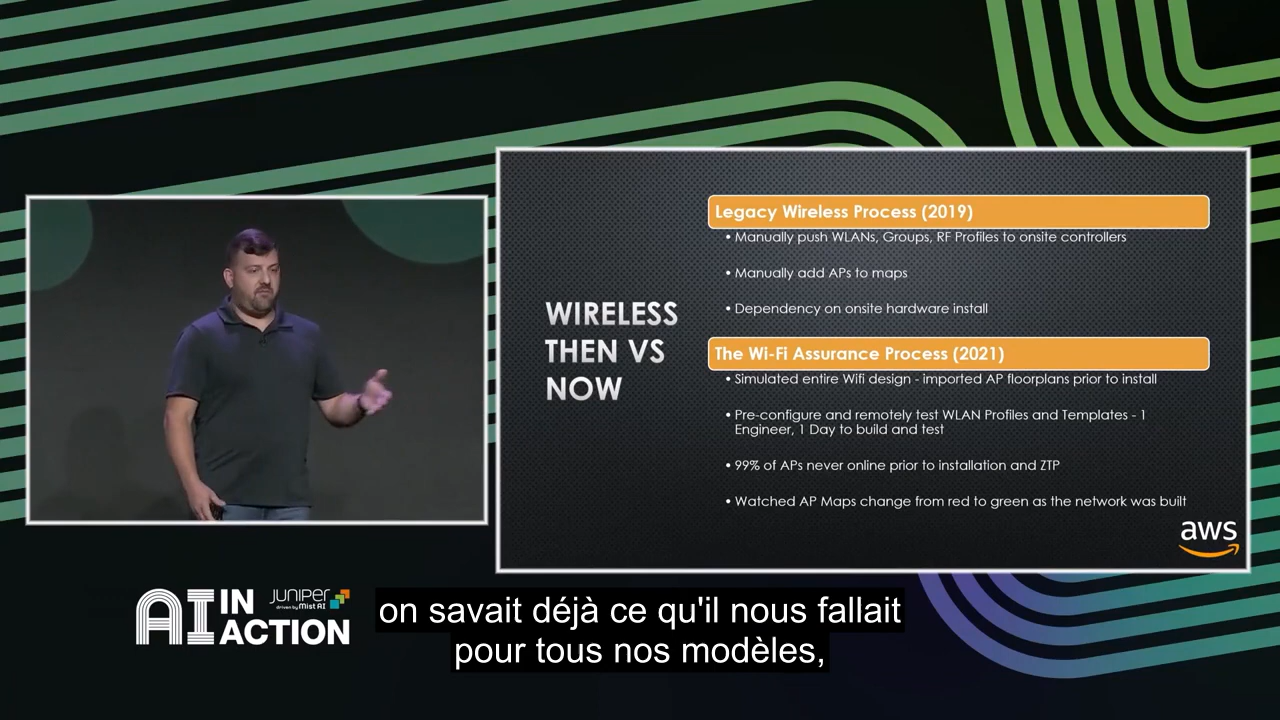 Legacy Wireless Process (2019)
• Manually push WLANs, Groups, RF Profiles to onsite controllers
• Manually add APs to maps
• Dependency on onsite hardware install
WIRELESS
THEN VS
NOW
The Wi-Fi Assurance Process (2021)
• Simulated entire Wifi design - imported AP floorplans prior to install
• Pre-configure and remotely test WLAN Profiles and Templates - 1
Engineer, 1 Day to build and test
• 99% of APs never online prior to installation and ZTP
• Watched AP Maps change from red to green as the network was built
aws
AI IN
ACTION
JUNIPER
driven by Mist AI
on savait déjà ce qu'il nous fallait
pour tous nos modèles,